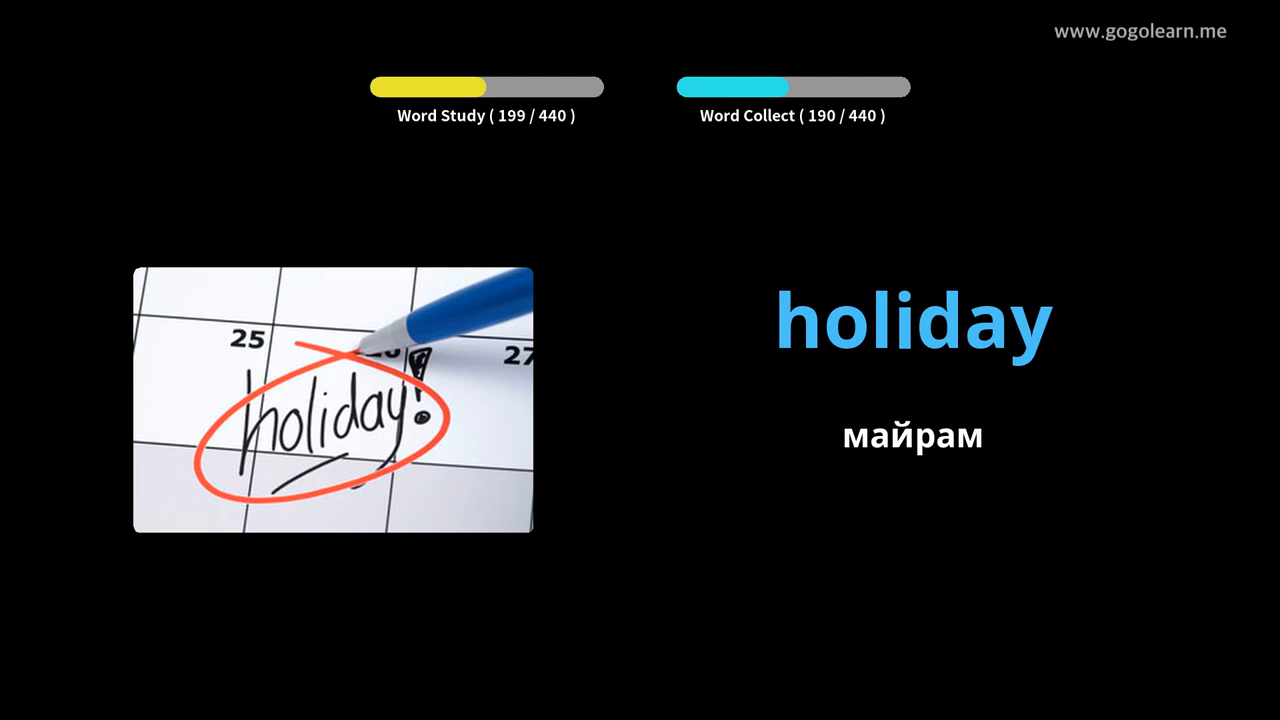 www.gogolearn.me
Word Study ( 199 / 440 )
Word Collect ( 190 / 440 )
25
27
holiday!
holiday
майрам